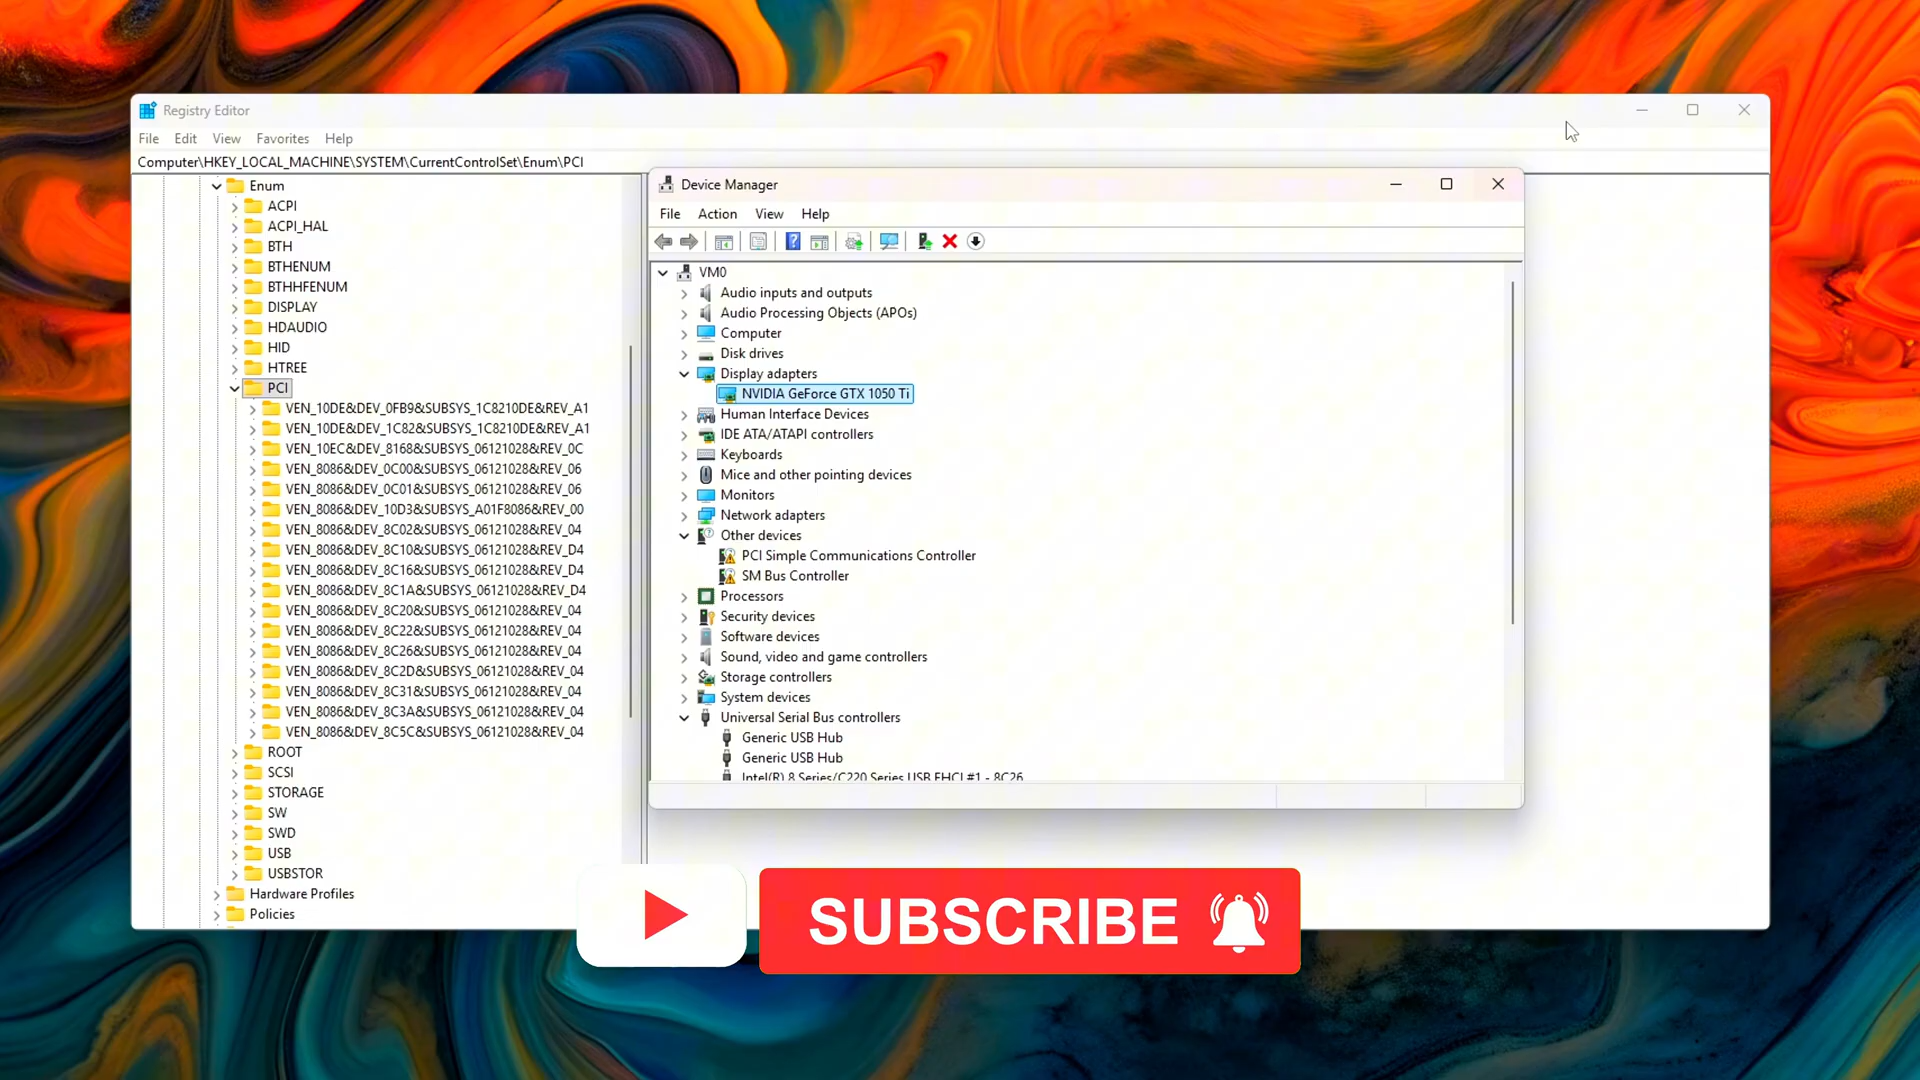 Registry Editor
File Edit View Favorites Help
Computer\HKEY_LOCAL_MACHINE\SYSTEM\CurrentControlSet\Enum\PCI
Enum
ACPI
ACPI_HAL
BTH
BTHENUM
BTHHFENUM
DISPLAY
HDAUDIO
HID
HTREE
PCI
VEN_10DE&DEV_0FB9&SUBSYS_1C8210DE&REV_A1
VEN_10DE&DEV_1C82&SUBSYS_1C8210DE&REV_A1
VEN_10EC&DEV_8168&SUBSYS_06121028&REV_0C
VEN_8086&DEV_0C00&SUBSYS_06121028&REV_06
VEN_8086&DEV_0C01&SUBSYS_06121028&REV_06
VEN_8086&DEV_10D3&SUBSYS_A01F8086&REV_00
VEN_8086&DEV_8C02&SUBSYS_06121028&REV_04
VEN_8086&DEV_8C10&SUBSYS_06121028&REV_D4
VEN_8086&DEV_8C16&SUBSYS_06121028&REV_D4
VEN_8086&DEV_8C1A&SUBSYS_06121028&REV_D4
VEN_8086&DEV_8C20&SUBSYS_06121028&REV_04
VEN_8086&DEV_8C22&SUBSYS_06121028&REV_04
VEN_8086&DEV_8C26&SUBSYS_06121028&REV_04
VEN_8086&DEV_8C2D&SUBSYS_06121028&REV_04
VEN_8086&DEV_8C31&SUBSYS_06121028&REV_04
VEN_8086&DEV_8C3A&SUBSYS_06121028&REV_04
VEN_8086&DEV_8C5C&SUBSYS_06121028&REV_04
ROOT
SCSI
STORAGE
SW
SWD
USB
USBSTOR
Hardware Profiles
Policies
Device Manager
File Action View Help
VM0
Audio inputs and outputs
Audio Processing Objects (APOs)
Computer
Disk drives
Display adapters
NVIDIA GeForce GTX 1050 Ti
Human Interface Devices
IDE ATA/ATAPI controllers
Keyboards
Mice and other pointing devices
Monitors
Network adapters
Other devices
PCI Simple Communications Controller
SM Bus Controller
Processors
Security devices
Software devices
Sound, video and game controllers
Storage controllers
System devices
Universal Serial Bus controllers
Generic USB Hub
Generic USB Hub
Intel(R) 8 Series/C220 Series USB EHCI #1 - 8C26
SUBSCRIBE